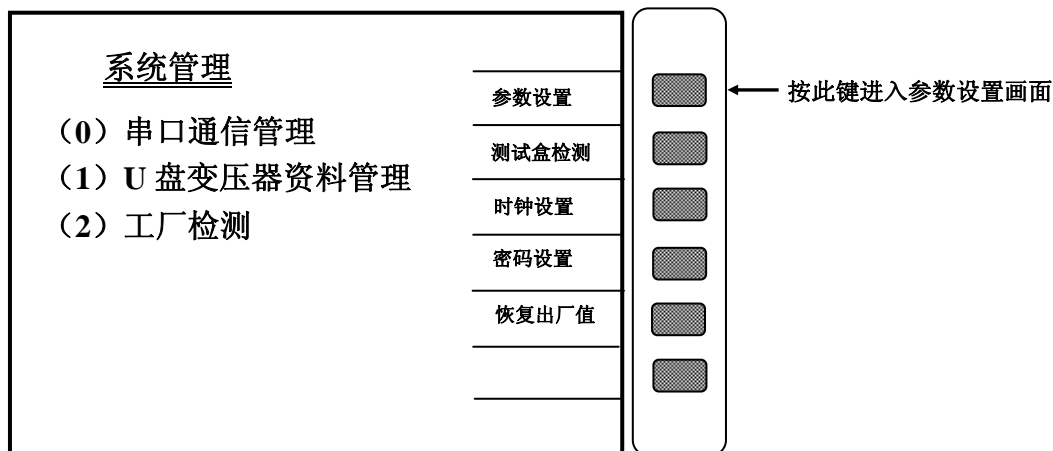 系统管理
（0）串口通信管理
（1）U 盘变压器资料管理
（2）工厂检测
参数设置
测试盒检测
时钟设置
密码设置
恢复出厂值
按此键进入参数设置画面